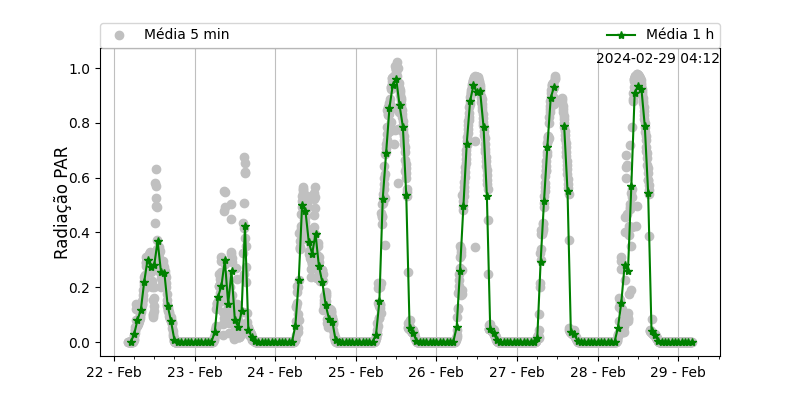 Média 5 min
Média 1 h
2024-02-29 04:12
1.0
0.8
0.6
0.4
0.2
0.0
Radiação PAR
22 - Feb
23 - Feb
24 - Feb
25 - Feb
26 - Feb
27 - Feb
28 - Feb
29 - Feb